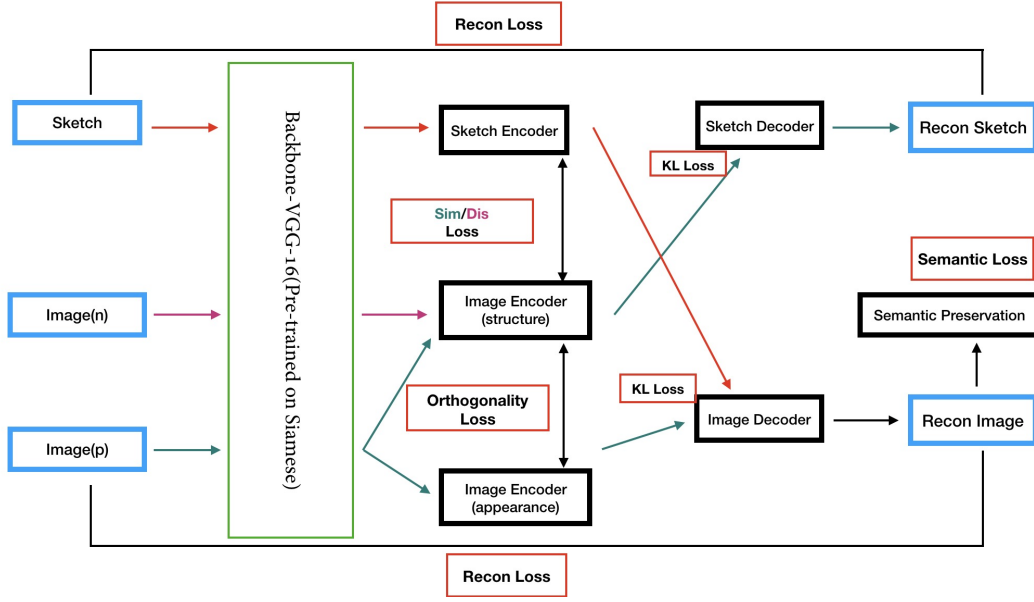 Recon Loss
Sketch
Backbone-VGG-16(Pre-trained on Siamese)
Sketch Encoder
Sketch Decoder
Recon Sketch
KL Loss
Sim/Dis
Loss
Semantic Loss
Image(n)
Image Encoder
(structure)
Semantic Preservation
KL Loss
Orthogonality
Loss
Image Decoder
Recon Image
Image(p)
Image Encoder
(appearance)
Recon Loss